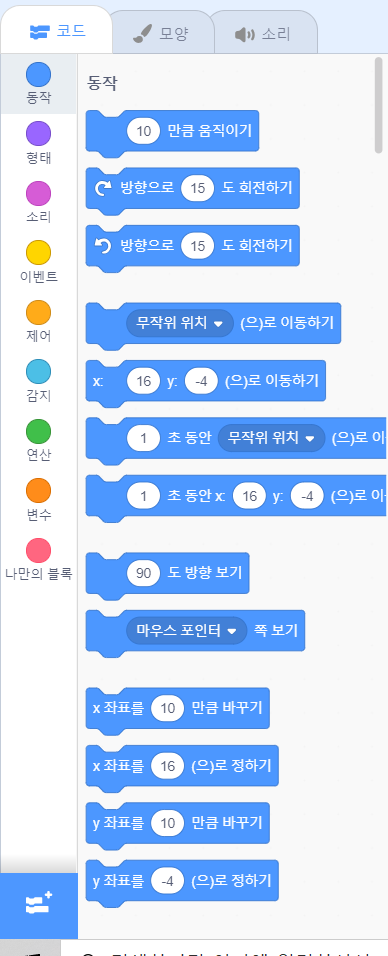 코드 모양 소리
동작
형태
소리
이벤트
제어
감지
연산
변수
나만의 블록
동작
10 만큼 움직이기
방향으로 15 도 회전하기
방향으로 15 도 회전하기
무작위 위치 (으)로 이동하기
x: 16 y: -4 (으)로 이동하기
1 초 동안 무작위 위치 (으)로 이
1 초 동안 x: 16 y: -4 (으)로 이
90 도 방향 보기
마우스 포인터 쪽 보기
x 좌표를 10 만큼 바꾸기
x 좌표를 16 (으)로 정하기
y 좌표를 10 만큼 바꾸기
y 좌표를 -4 (으)로 정하기